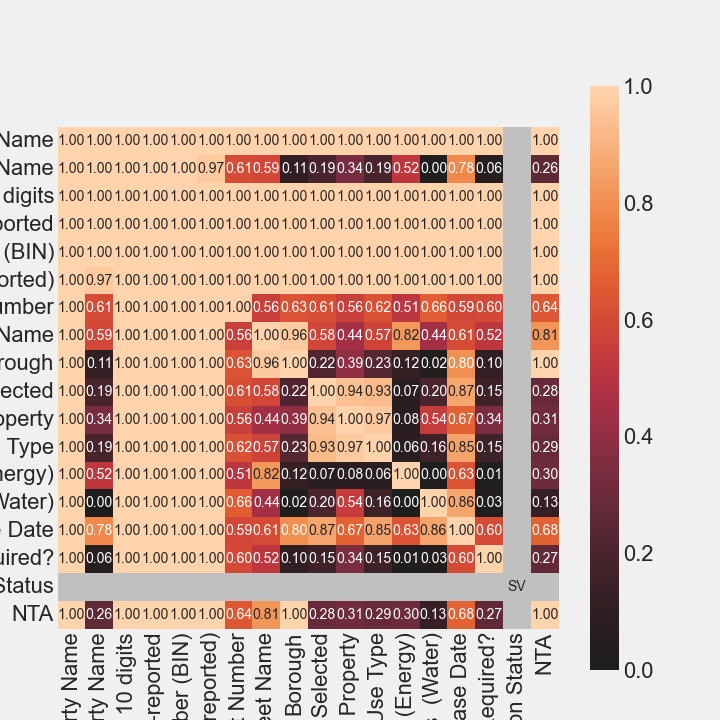 Name 1.00 1.00 1.00 1.00 1.00 1.00 1.00 1.00 1.00 1.00 1.00 1.00 1.00 1.00 1.00 1.00 1.00
Name 1.00 1.00 1.00 1.00 1.00 0.97 0.61 0.59 0.11 0.19 0.34 0.19 0.52 0.00 0.78 0.06 0.26
digits 1.00 1.00 1.00 1.00 1.00 1.00 1.00 1.00 1.00 1.00 1.00 1.00 1.00 1.00 1.00 1.00 1.00
ported 1.00 1.00 1.00 1.00 1.00 1.00 1.00 1.00 1.00 1.00 1.00 1.00 1.00 1.00 1.00 1.00 1.00
(BIN) 1.00 1.00 1.00 1.00 1.00 1.00 1.00 1.00 1.00 1.00 1.00 1.00 1.00 1.00 1.00 1.00 1.00
orted) 1.00 0.97 1.00 1.00 1.00 1.00 1.00 1.00 1.00 1.00 1.00 1.00 1.00 1.00 1.00 1.00 1.00
umber 1.00 0.61 1.00 1.00 1.00 1.00 1.00 0.56 0.63 0.61 0.56 0.62 0.51 0.66 0.59 0.60 0.64
Name 1.00 0.59 1.00 1.00 1.00 1.00 0.56 1.00 0.96 0.58 0.44 0.57 0.82 0.44 0.61 0.52 0.81
rough 1.00 0.11 1.00 1.00 1.00 1.00 0.63 0.96 1.00 0.22 0.39 0.23 0.12 0.02 0.80 0.10 1.00
ected 1.00 0.19 1.00 1.00 1.00 1.00 0.61 0.58 0.22 1.00 0.94 0.93 0.07 0.20 0.87 0.15 0.28
operty 1.00 0.34 1.00 1.00 1.00 1.00 0.56 0.44 0.39 0.94 1.00 0.97 0.08 0.54 0.67 0.34 0.31
Type 1.00 0.19 1.00 1.00 1.00 1.00 0.62 0.57 0.23 0.93 0.97 1.00 0.06 0.16 0.85 0.15 0.29
nergy) 1.00 0.52 1.00 1.00 1.00 1.00 0.51 0.82 0.12 0.07 0.08 0.06 1.00 0.00 0.63 0.01 0.30
Water) 1.00 0.00 1.00 1.00 1.00 1.00 0.66 0.44 0.02 0.20 0.54 0.16 0.00 1.00 0.86 0.03 0.13
e Date 1.00 0.78 1.00 1.00 1.00 1.00 0.59 0.61 0.80 0.87 0.67 0.85 0.63 0.86 1.00 0.60 0.68
uired? 1.00 0.06 1.00 1.00 1.00 1.00 0.60 0.52 0.10 0.15 0.34 0.15 0.01 0.03 0.60 1.00 0.27
Status SV
NTA 1.00 0.26 1.00 1.00 1.00 1.00 0.64 0.81 1.00 0.28 0.31 0.29 0.30 0.13 0.68 0.27 1.00
rty Name
rty Name
10 digits
-reported
ber (BIN)
reported)
t Number
eet Name
Borough
Selected
Property
Use Type
(Energy)
(Water)
ase Date
equired?
on Status
NTA
1.0
0.8
0.6
0.4
0.2
0.0